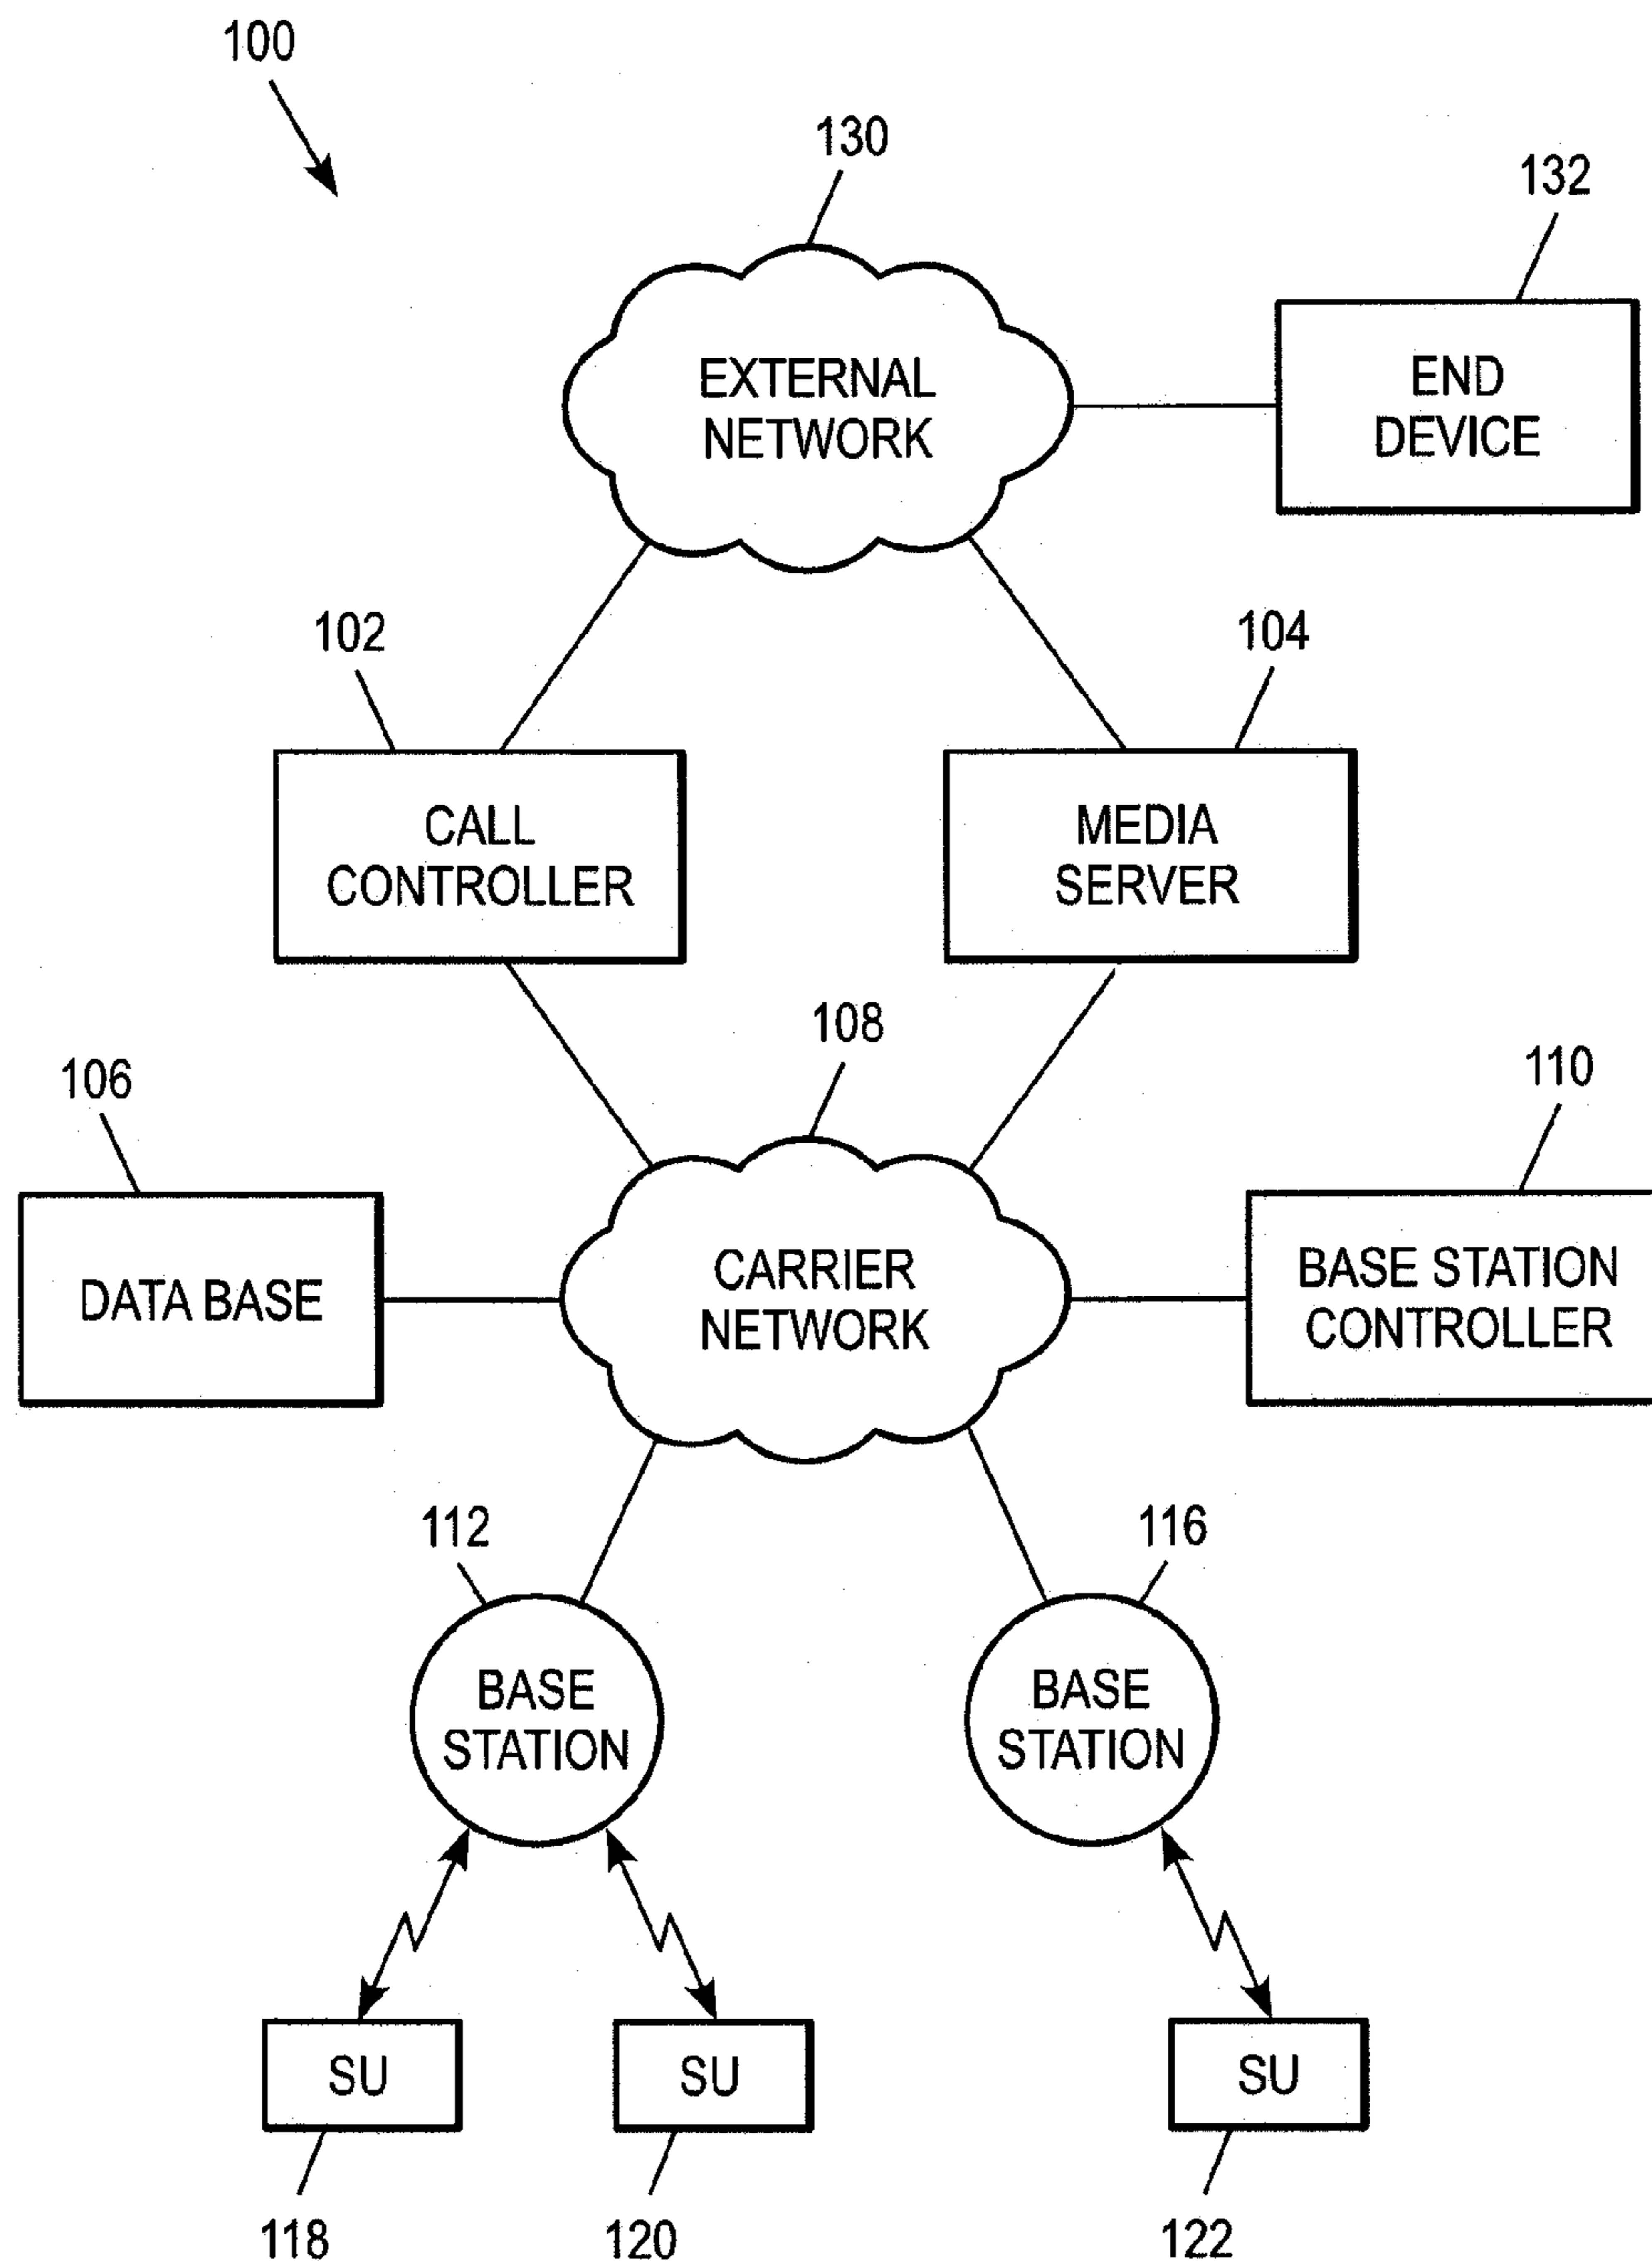 100
130
132
EXTERNAL
NETWORK
END
DEVICE
102
104
CALL
CONTROLLER
MEDIA
SERVER
108
106
110
DATA BASE
CARRIER
NETWORK
BASE STATION
CONTROLLER
112
116
BASE
STATION
BASE
STATION
SU
SU
SU
118
120
122